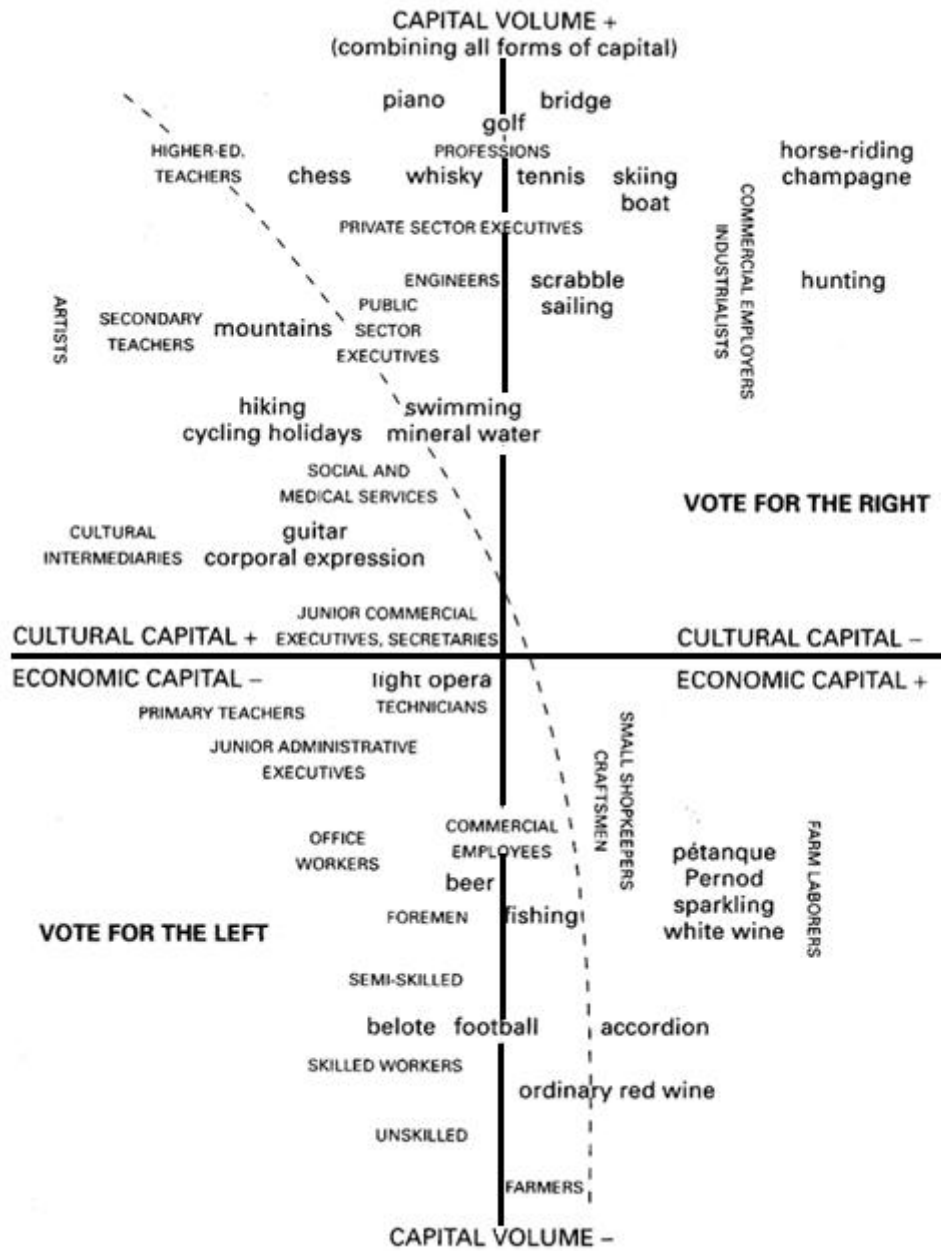 CAPITAL VOLUME +
(combining all forms of capital)
piano
bridge
golf
HIGHER-ED.
TEACHERS
chess
PROFESSIONS
whisky
tennis
skiing
boat
horse-riding
champagne
PRIVATE SECTOR EXECUTIVES
COMMERCIAL EMPLOYERS
INDUSTRIALISTS
ENGINEERS
scrabble
sailing
hunting
ARTISTS
SECONDARY
TEACHERS
mountains
PUBLIC
SECTOR
EXECUTIVES
hiking
cycling holidays
swimming
mineral water
SOCIAL AND
MEDICAL SERVICES
VOTE FOR THE RIGHT
CULTURAL
INTERMEDIARIES
guitar
corporal expression
JUNIOR COMMERCIAL
EXECUTIVES, SECRETARIES
CULTURAL CAPITAL +
CULTURAL CAPITAL –
ECONOMIC CAPITAL –
ECONOMIC CAPITAL +
light opera
TECHNICIANS
PRIMARY TEACHERS
JUNIOR ADMINISTRATIVE
EXECUTIVES
SMALL SHOPKEEPERS
CRAFTSMEN
OFFICE
WORKERS
COMMERCIAL
EMPLOYEES
beer
pétanque
Pernod
sparkling
white wine
FARM LABORERS
FOREMEN
fishing
VOTE FOR THE LEFT
SEMI-SKILLED
belote
football
accordion
SKILLED WORKERS
ordinary red wine
UNSKILLED
FARMERS
CAPITAL VOLUME –